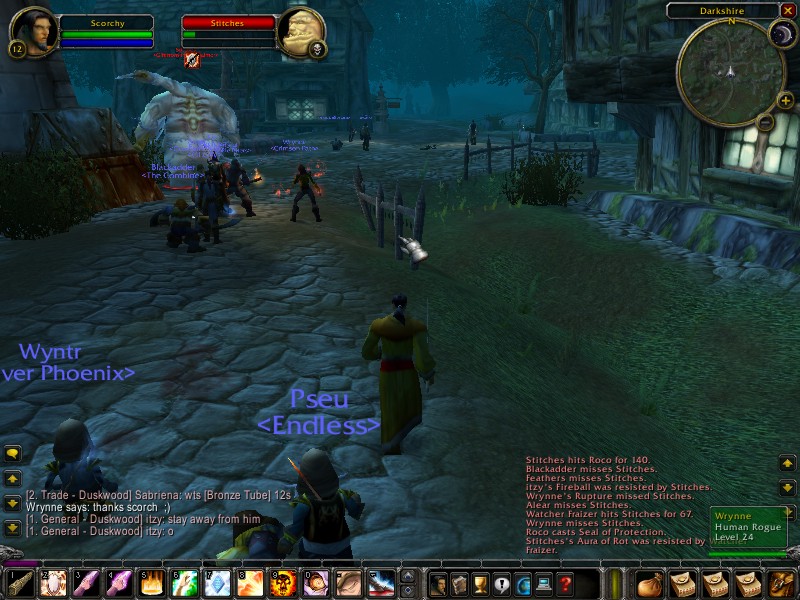 Scorchy
12
Stitches
Darkshire
N
Wynne
Blackadder
<The Combine>
Wyntr
ver Phoenix>
Pseu
<Endless>
Stitches hits Roco for 140.
Blackadder misses Stitches.
Feathers misses Stitches.
itzy's Fireball was resisted by Stitches.
Wrynne's Rupture missed Stitches.
Alear misses Stitches.
Watcher Fraizer hits Stitches for 67.
Wrynne misses Stitches.
Roco casts Seal of Protection.
Stitches's Aura of Rot was resisted by
Fraizer.
[2. Trade - Duskwood] Sabriena: wts [Bronze Tube] 12s
Wrynne says: thanks scorch ;)
[1. General - Duskwood] itzy: stay away from him
[1. General - Duskwood] itzy: o
Wrynne
Human Rogue
Level 24